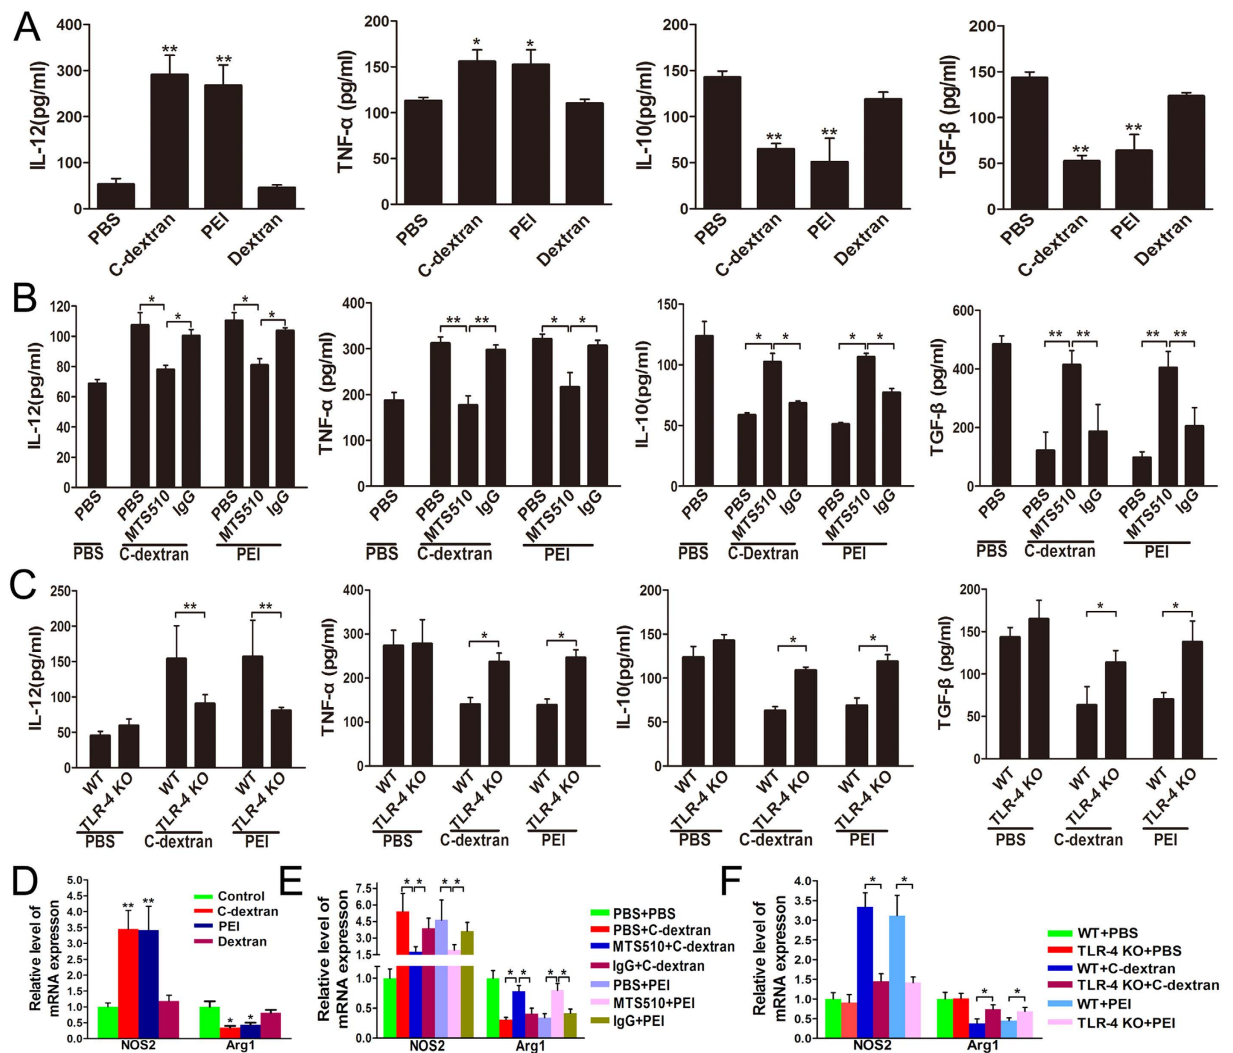 A
IL-12(pg/ml)
400
300
200
100
0
**
**
PBS
C-dextran
PEI
Dextran
TNF-α (pg/ml)
200
150
100
50
0
*
*
PBS
C-dextran
PEI
Dextran
IL-10(pg/ml)
200
150
100
50
0
**
**
PBS
C-dextran
PEI
Dextran
TGF-β (pg/ml)
200
150
100
50
0
**
**
PBS
C-dextran
PEI
Dextran
B
IL-12(pg/ml)
120
100
80
60
40
20
0
*
*
*
*
PBS
PBS
MTS510
IgG
PBS
MTS510
IgG
PBS
C-dextran
PEI
TNF-α (pg/ml)
400
300
200
100
0
**
**
*
*
PBS
PBS
MTS510
IgG
PBS
MTS510
IgG
PBS
C-dextran
PEI
IL-10(pg/ml)
150
100
50
0
*
*
*
*
PBS
PBS
MTS510
IgG
PBS
MTS510
IgG
PBS
C-Dextran
PEI
TGF-β (pg/ml)
600
400
200
0
**
**
**
**
PBS
PBS
MTS510
IgG
PBS
MTS510
IgG
PBS
C-dextran
PEI
C
IL-12(pg/ml)
250
200
150
100
50
0
**
**
WT
TLR-4 KO
WT
TLR-4 KO
WT
TLR-4 KO
PBS
C-dextran
PEI
TNF-α (pg/ml)
400
300
200
100
0
*
*
WT
TLR-4 KO
WT
TLR-4 KO
WT
TLR-4 KO
PBS
C-dextran
PEI
IL-10(pg/ml)
200
150
100
50
0
*
*
WT
TLR-4 KO
WT
TLR-4 KO
WT
TLR-4 KO
PBS
C-dextran
PEI
TGF-β (pg/ml)
200
150
100
50
0
*
*
WT
TLR-4 KO
WT
TLR-4 KO
WT
TLR-4 KO
PBS
C-dextran
PEI
D
Relative level of
mRNA expresson
5.0
4.5
4.0
3.5
3.0
2.5
2.0
1.5
1.0
0.5
0.0
**
**
*
*
NOS2
Arg1
Control
C-dextran
PEI
Dextran
E
Relative level of
mRNA expresson
7.5
6.0
4.5
3.0
1.5
1.0
0.5
0.0
*
*
*
*
*
*
*
*
NOS2
Arg1
PBS+PBS
PBS+C-dextran
MTS510+C-dextran
IgG+C-dextran
PBS+PEI
MTS510+PEI
IgG+PEI
F
Relative level of
mRNA expresson
4.0
3.5
3.0
2.5
2.0
1.5
1.0
0.5
0.0
*
*
*
*
NOS2
Arg1
WT+PBS
TLR-4 KO+PBS
WT+C-dextran
TLR-4 KO+C-dextran
WT+PEI
TLR-4 KO+PEI